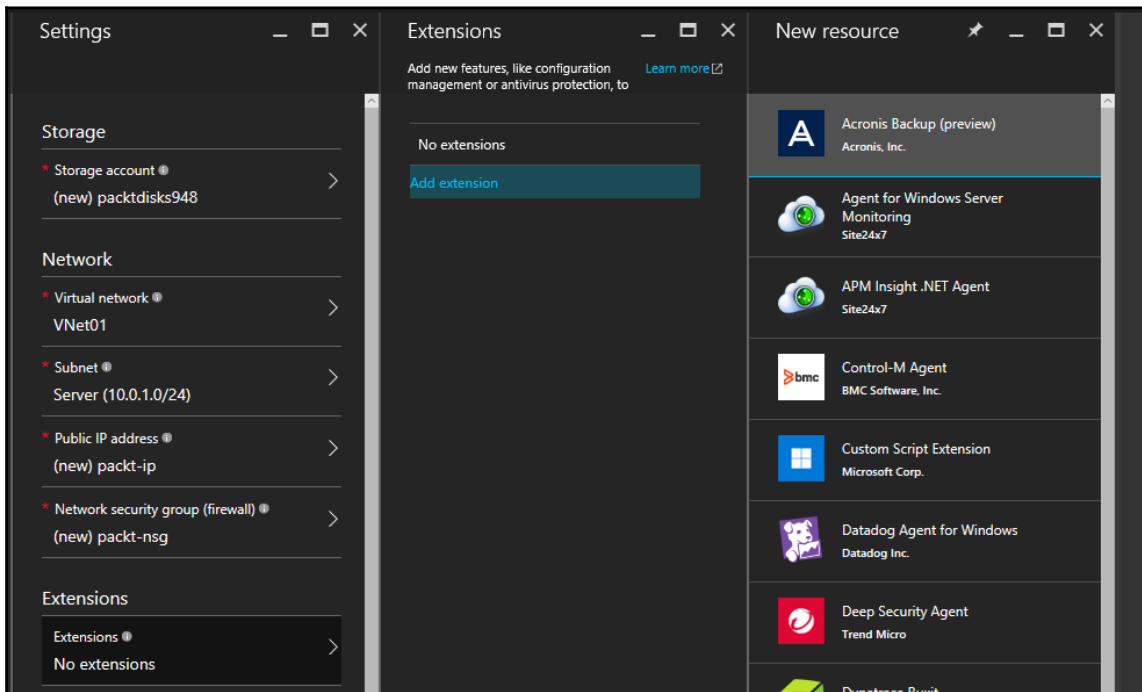 Settings
Storage
* Storage account
(new) packtdisks948
Network
* Virtual network
VNet01
* Subnet
Server (10.0.1.0/24)
* Public IP address
(new) packt-ip
* Network security group (firewall)
(new) packt-nsg
Extensions
Extensions
No extensions
Extensions
Add new features, like configuration
management or antivirus protection, to
Learn more
No extensions
Add extension
New resource
Acronis Backup (preview)
Acronis, Inc.
Agent for Windows Server
Monitoring
Site24x7
APM Insight .NET Agent
Site24x7
bmc
Control-M Agent
BMC Software, Inc.
Custom Script Extension
Microsoft Corp.
Datadog Agent for Windows
Datadog Inc.
Deep Security Agent
Trend Micro